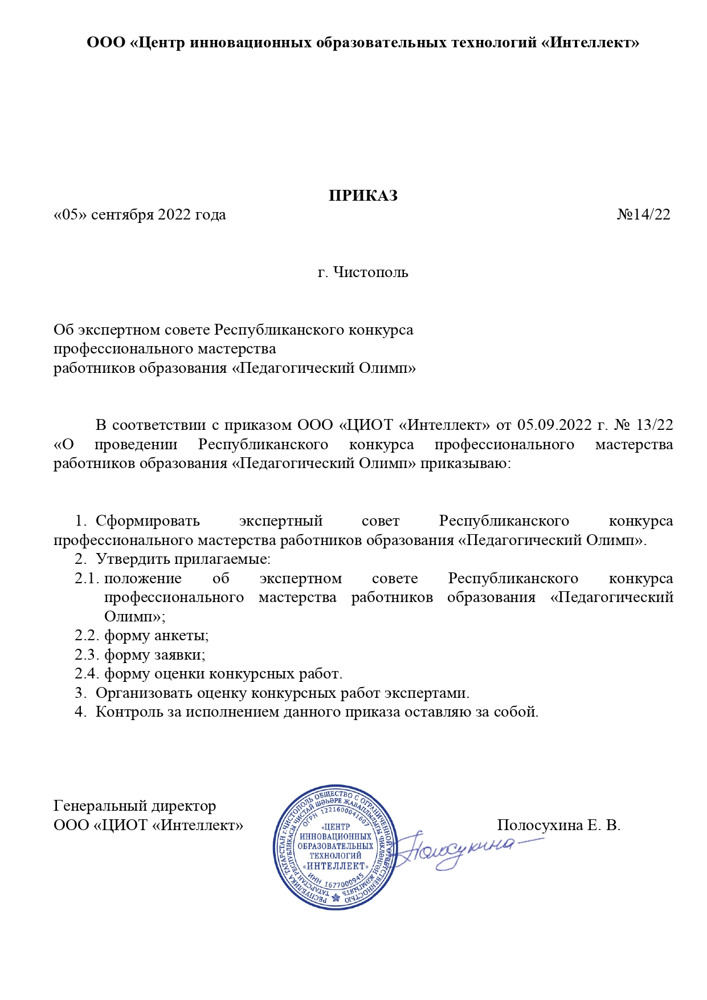 ООО «Центр инновационных образовательных технологий «Интеллект»
ПРИКАЗ
«05» сентября 2022 года №14/22
г. Чистополь
Об экспертном совете Республиканского конкурса
профессионального мастерства
работников образования «Педагогический Олимп»
В соответствии с приказом ООО «ЦИОТ «Интеллект» от 05.09.2022 г. № 13/22
«О проведении Республиканского конкурса профессионального мастерства
работников образования «Педагогический Олимп» приказываю:
1. Сформировать экспертный совет Республиканского конкурса
профессионального мастерства работников образования «Педагогический Олимп».
2. Утвердить прилагаемые:
2.1. положение об экспертном совете Республиканского конкурса
профессионального мастерства работников образования «Педагогический
Олимп»;
2.2. форму анкеты;
2.3. форму заявки;
2.4. форму оценки конкурсных работ.
3. Организовать оценку конкурсных работ экспертами.
4. Контроль за исполнением данного приказа оставляю за собой.
Генеральный директор
ООО «ЦИОТ «Интеллект» Полосухина Е. В.
РЕСПУБЛИКА ТАТАРСТАН г.ЧИСТОПОЛЬ ОБЩЕСТВО С ОГРАНИЧЕННОЙ ОТВЕТСТВЕННОСТЬЮ
ТАТАРСТАН РЕСПУБЛИКАСЫ ЧИСТАЙ ШӘҺӘРЕ ҖАВАПЛЫЛЫГЫ ЧИКЛӘНГӘН ҖӘМГЫЯТЬ
ОГРН 1221600041607
«ЦЕНТР
ИННОВАЦИОННЫХ
ОБРАЗОВАТЕЛЬНЫХ
ТЕХНОЛОГИЙ
«ИНТЕЛЛЕКТ»
ИНН 1677000945
Полосухина